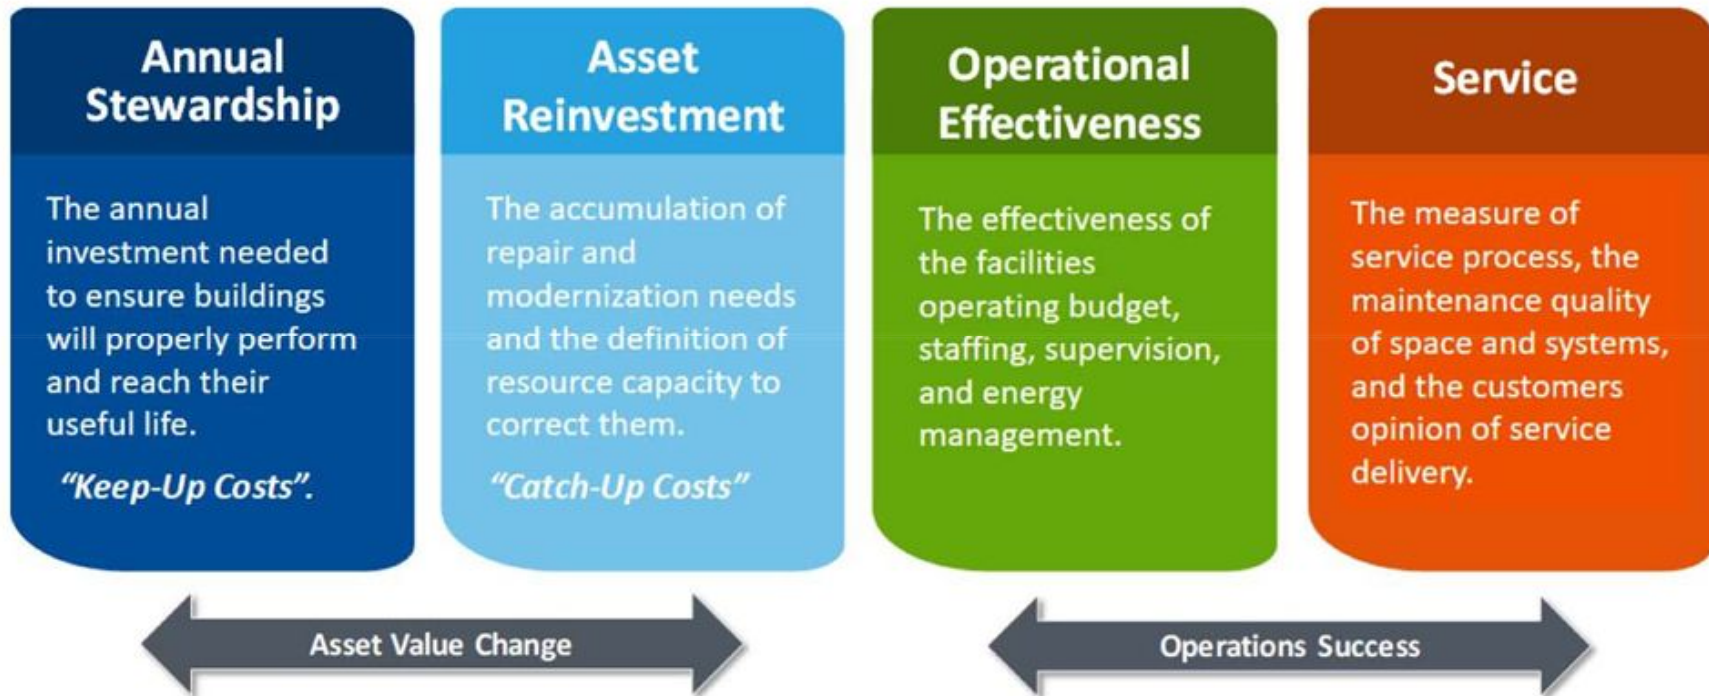 Annual
Stewardship
The annual
investment needed
to ensure buildings
will properly perform
and reach their
useful life.
“Keep-Up Costs”.
Asset
Reinvestment
The accumulation of
repair and
modernization needs
and the definition of
resource capacity to
correct them.
“Catch-Up Costs”
Operational
Effectiveness
The effectiveness of
the facilities
operating budget,
staffing, supervision,
and energy
management.
Service
The measure of
service process, the
maintenance quality
of space and systems,
and the customers
opinion of service
delivery.
Asset Value Change
Operations Success